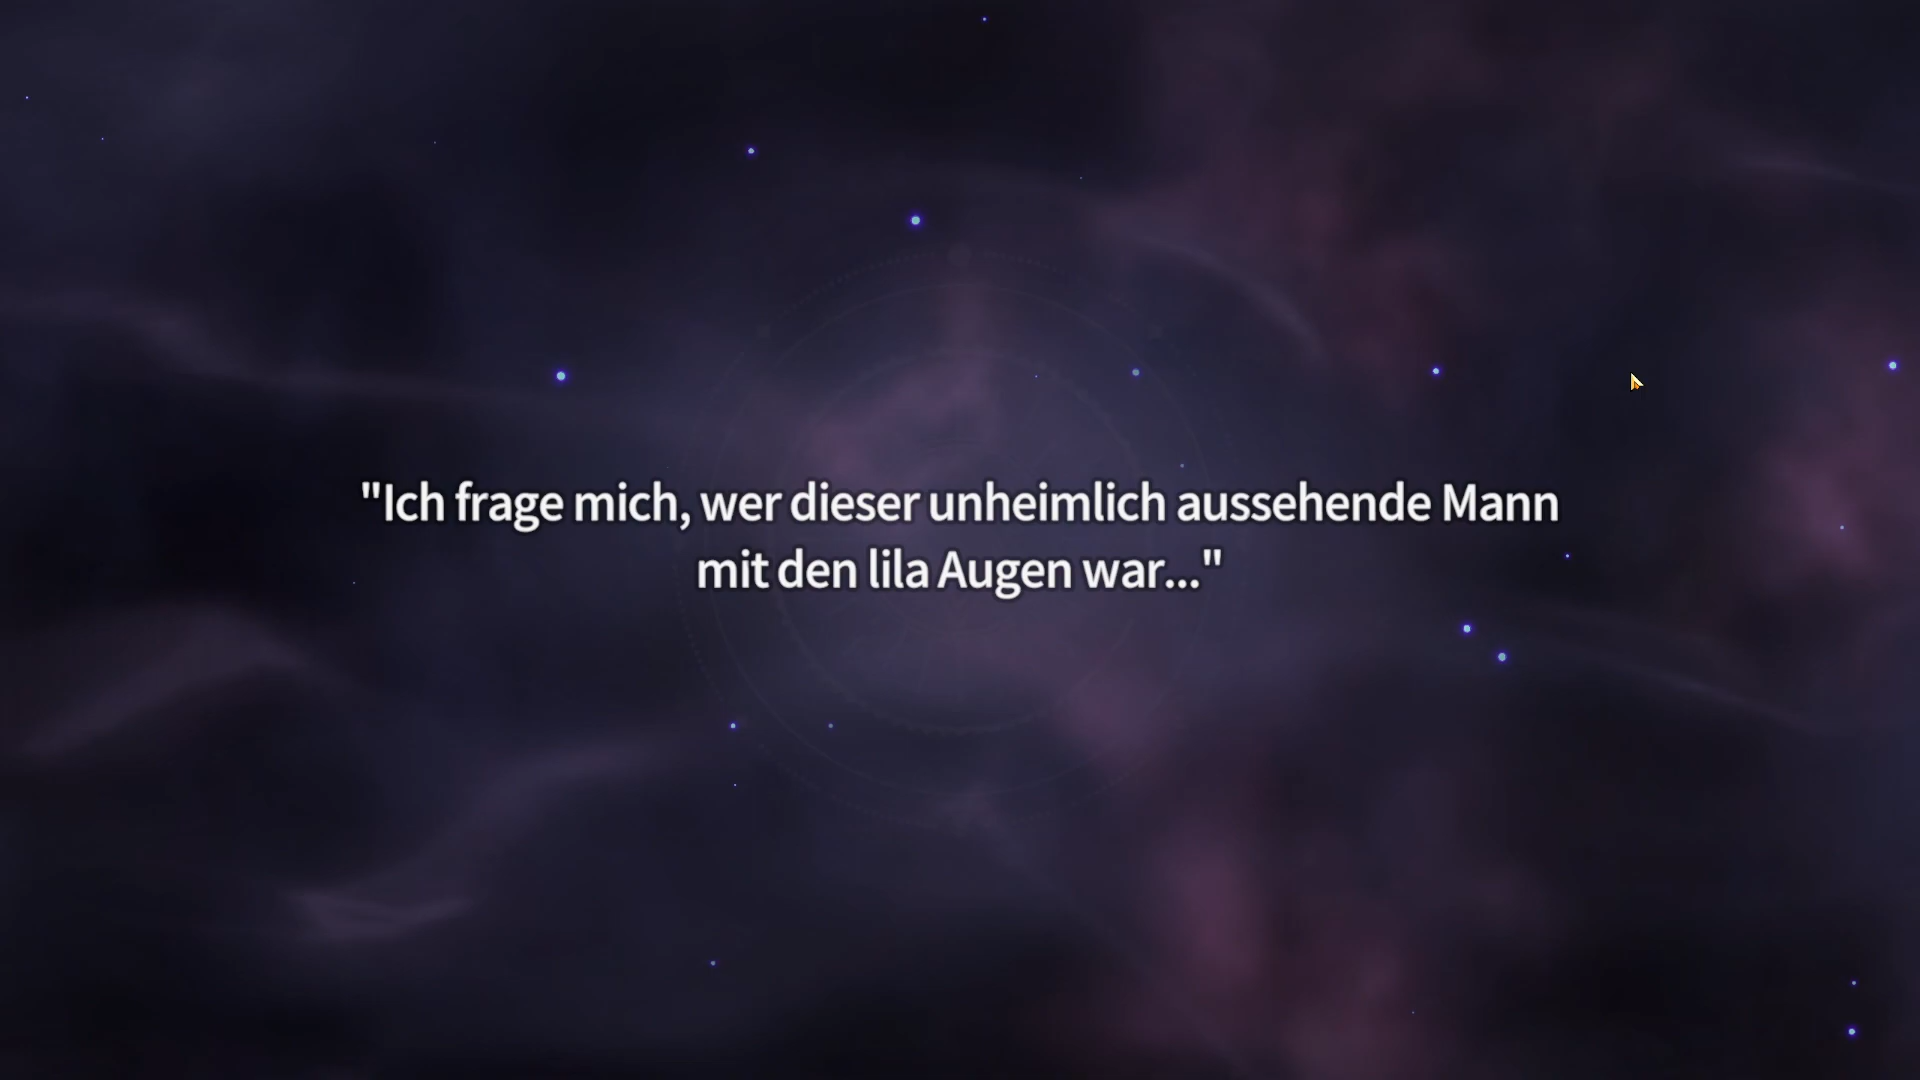 "Ich frage mich, wer dieser unheimlich aussehende Mann
mit den lila Augen war..."